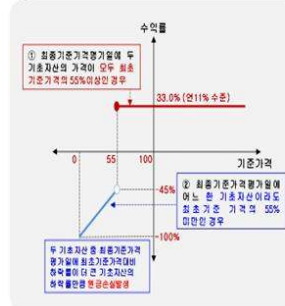 수익률
① 최종기준가격평가일에 두
기초자산의 가격이 모두 최초
기준가격의 55%이상인 경우
33.0% (연11% 수준)
0 55 100
기준가격
-45%
-100%
② 최종기준가격평가일에
어느 한 기초자산이라도
최초기준 가격의 55%
미만인 경우
두 기초자산 중 최종기준가격
평가일에 최초기준가격대비
하락률이 더 큰 기초자산의
하락률만큼 원금손실발생